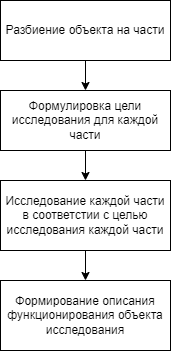 Разбиение объекта на части
Формулировка цели
исследования для каждой
части
Исследование каждой части
в соответстии с целью
исследования каждой части
Формирование описания
функционирования объекта
исследования